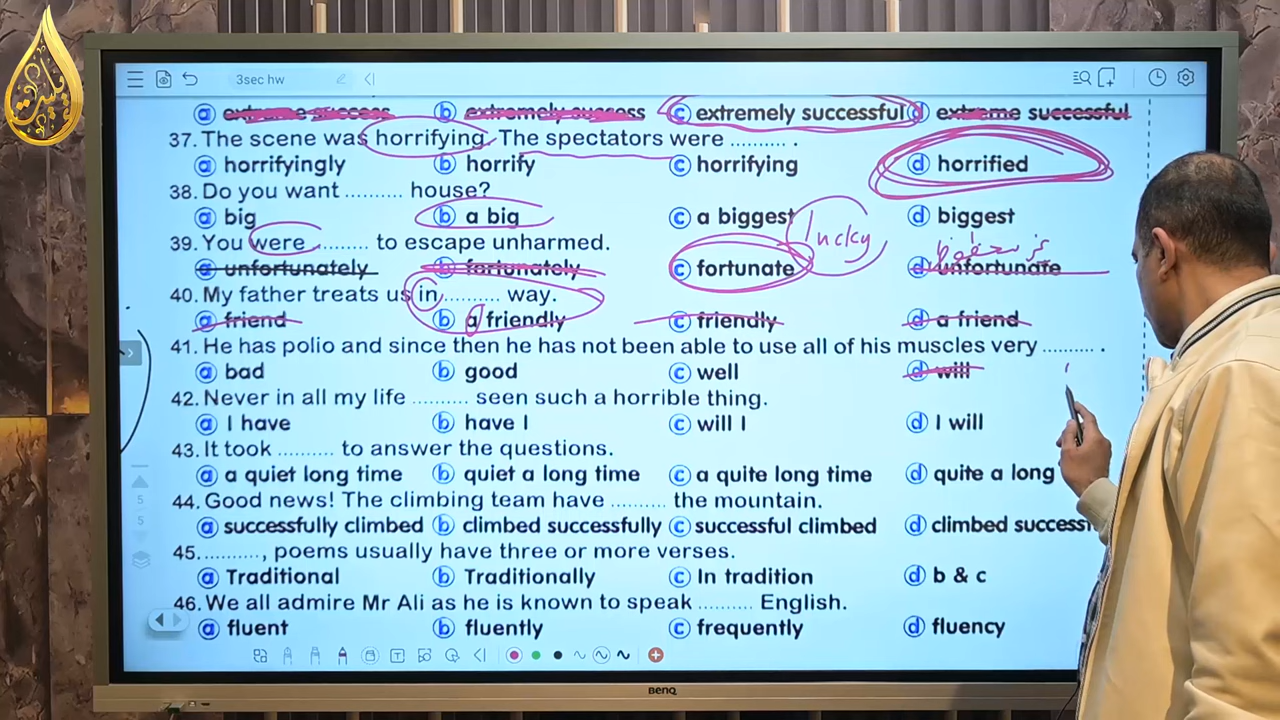 3sec hw
a extreme success b extremely success c extremely successful d extreme successful
37. The scene was horrifying. The spectators were .......... .
a horrifyingly b horrify c horrifying d horrified
38. Do you want .......... house?
a big b a big c a biggest d biggest
lucky
39. You were .......... to escape unharmed.
a unfortunately b fortunately c fortunate d unfortunate
40. My father treats us in .......... way.
a friend b a friendly c friendly d a friend
41. He has polio and since then he has not been able to use all of his muscles very .......... .
a bad b good c well d will
42. Never in all my life .......... seen such a horrible thing.
a I have b have I c will I d I will
43. It took .......... to answer the questions.
a a quiet long time b quiet a long time c a quite long time d quite a long
44. Good news! The climbing team have .......... the mountain.
a successfully climbed b climbed successfully c successful climbed d climbed
45. .......... , poems usually have three or more verses.
a Traditional b Traditionally c In tradition d b & c
46. We all admire Mr Ali as he is known to speak .......... English.
a fluent b fluently c frequently d fluency
5
5
BENQ